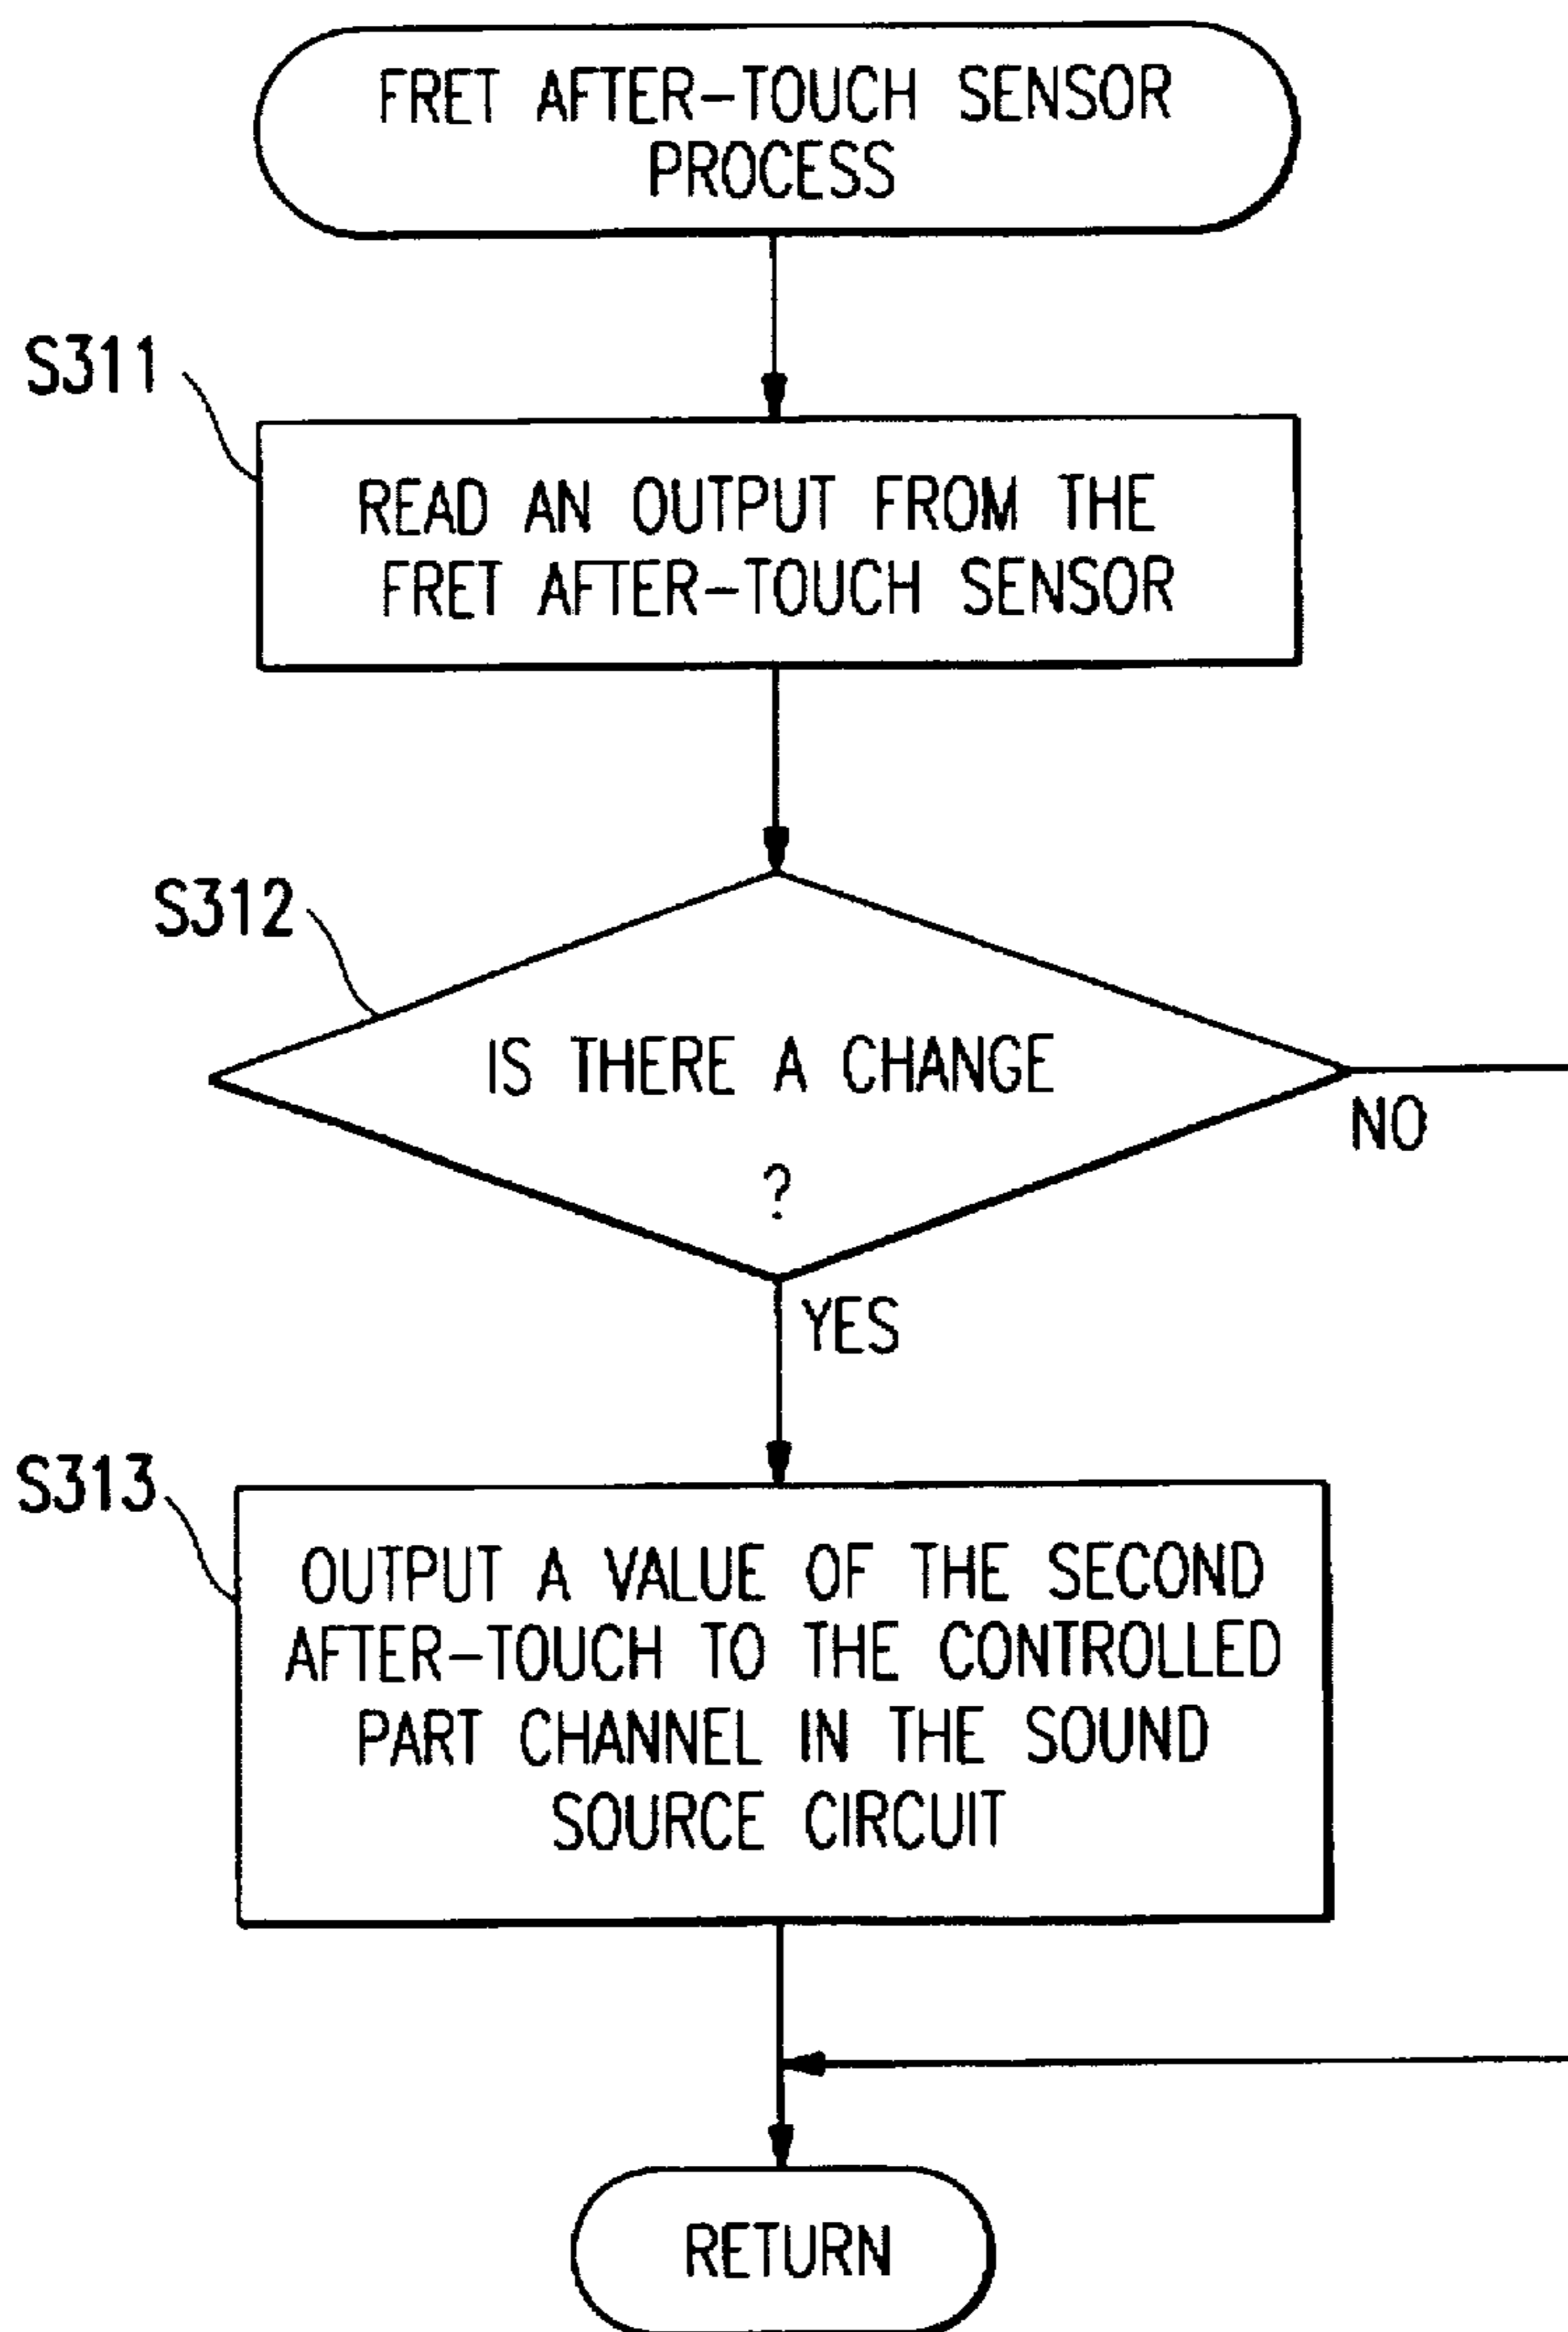 FRET AFTER-TOUCH SENSOR
PROCESS
S311
READ AN OUTPUT FROM THE
FRET AFTER-TOUCH SENSOR
S312
IS THERE A CHANGE
?
NO
YES
S313
OUTPUT A VALUE OF THE SECOND
AFTER-TOUCH TO THE CONTROLLED
PART CHANNEL IN THE SOUND
SOURCE CIRCUIT
RETURN